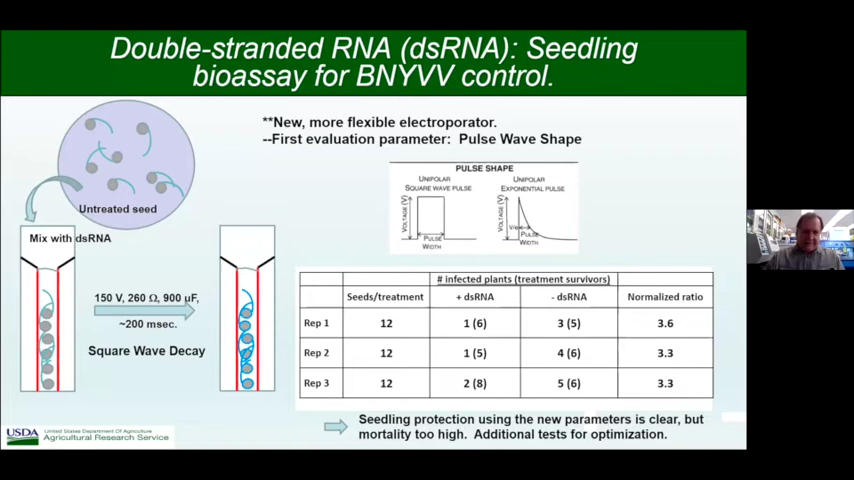 Double-stranded RNA (dsRNA): Seedling
bioassay for BNYVV control.
**New, more flexible electroporator.
--First evaluation parameter: Pulse Wave Shape
Untreated seed
Mix with dsRNA
150 V, 260 Ω, 900 µF,
~200 msec.
Square Wave Decay
PULSE SHAPE
UNIPOLAR
SQUARE WAVE PULSE
UNIPOLAR
EXPONENTIAL PULSE
VOLTAGE (V)
PULSE
WIDTH
VOLTAGE (V)
V/e
PULSE
WIDTH
# infected plants (treatment survivors)
Seeds/treatment + dsRNA - dsRNA Normalized ratio
Rep 1 12 1 (6) 3 (5) 3.6
Rep 2 12 1 (5) 4 (6) 3.3
Rep 3 12 2 (8) 5 (6) 3.3
Seedling protection using the new parameters is clear, but
mortality too high. Additional tests for optimization.
USDA
United States Department Of Agriculture
Agricultural Research Service